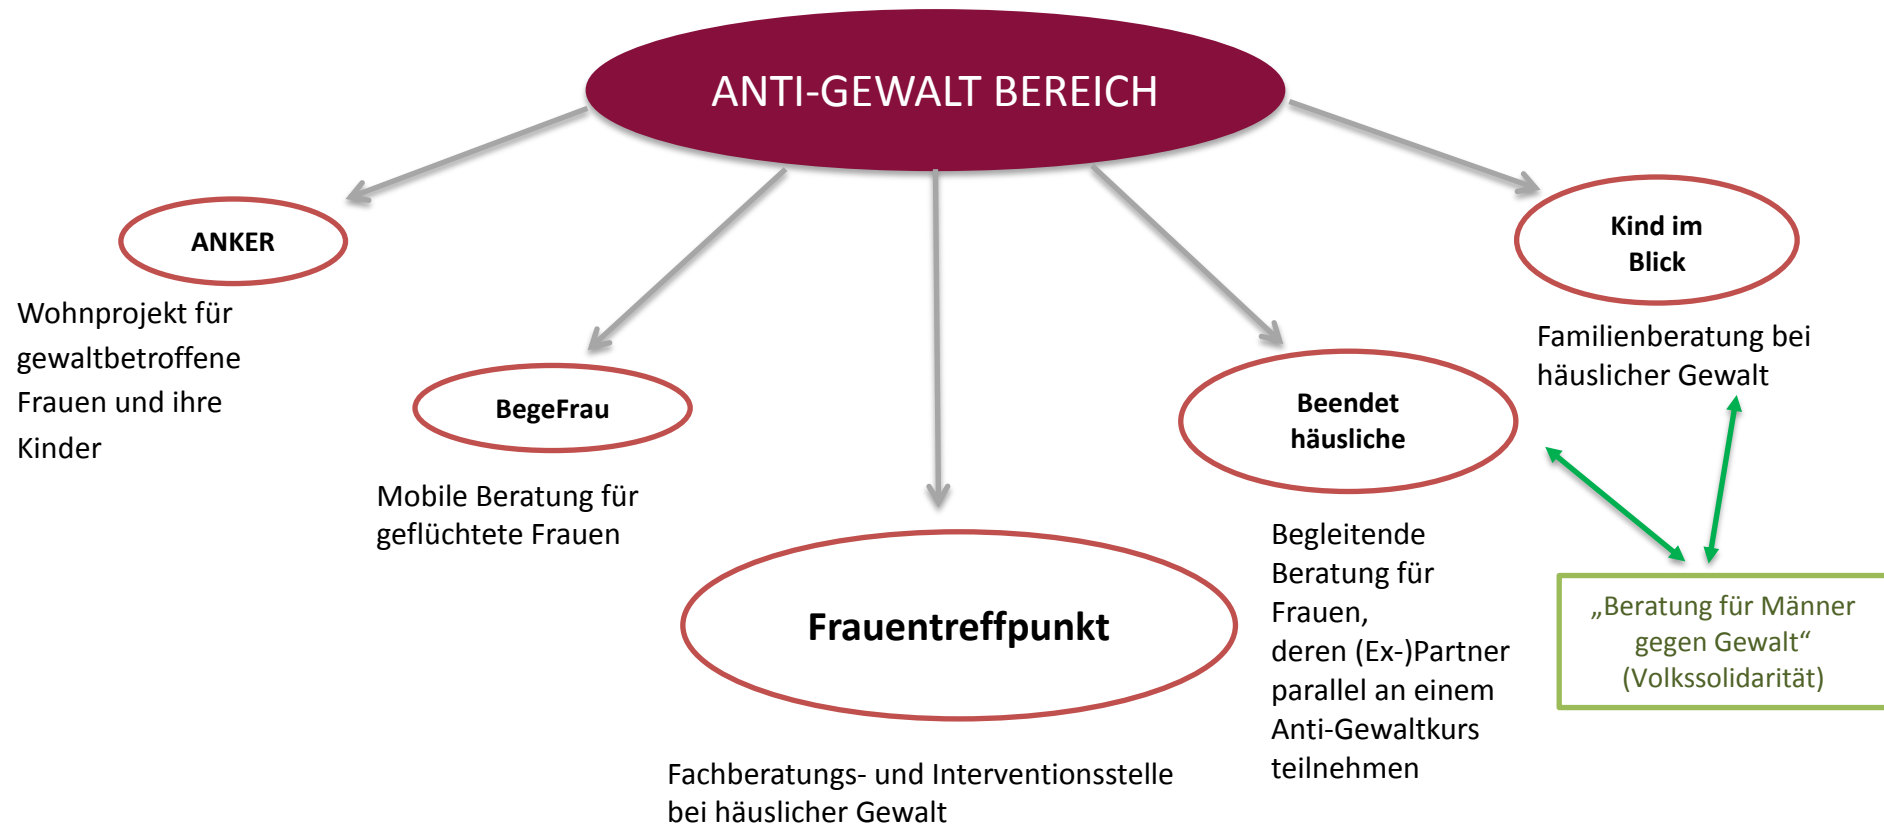 ANTI-GEWALT BEREICH
ANKER
Wohnprojekt für
gewaltbetroffene
Frauen und ihre
Kinder
BegeFrau
Mobile Beratung für
geflüchtete Frauen
Frauentreffpunkt
Fachberatungs- und Interventionsstelle
bei häuslicher Gewalt
Beendet
häusliche
Begleitende
Beratung für
Frauen,
deren (Ex-)Partner
parallel an einem
Anti-Gewaltkurs
teilnehmen
Kind im
Blick
Familienberatung bei
häuslicher Gewalt
„Beratung für Männer
gegen Gewalt“
(Volkssolidarität)